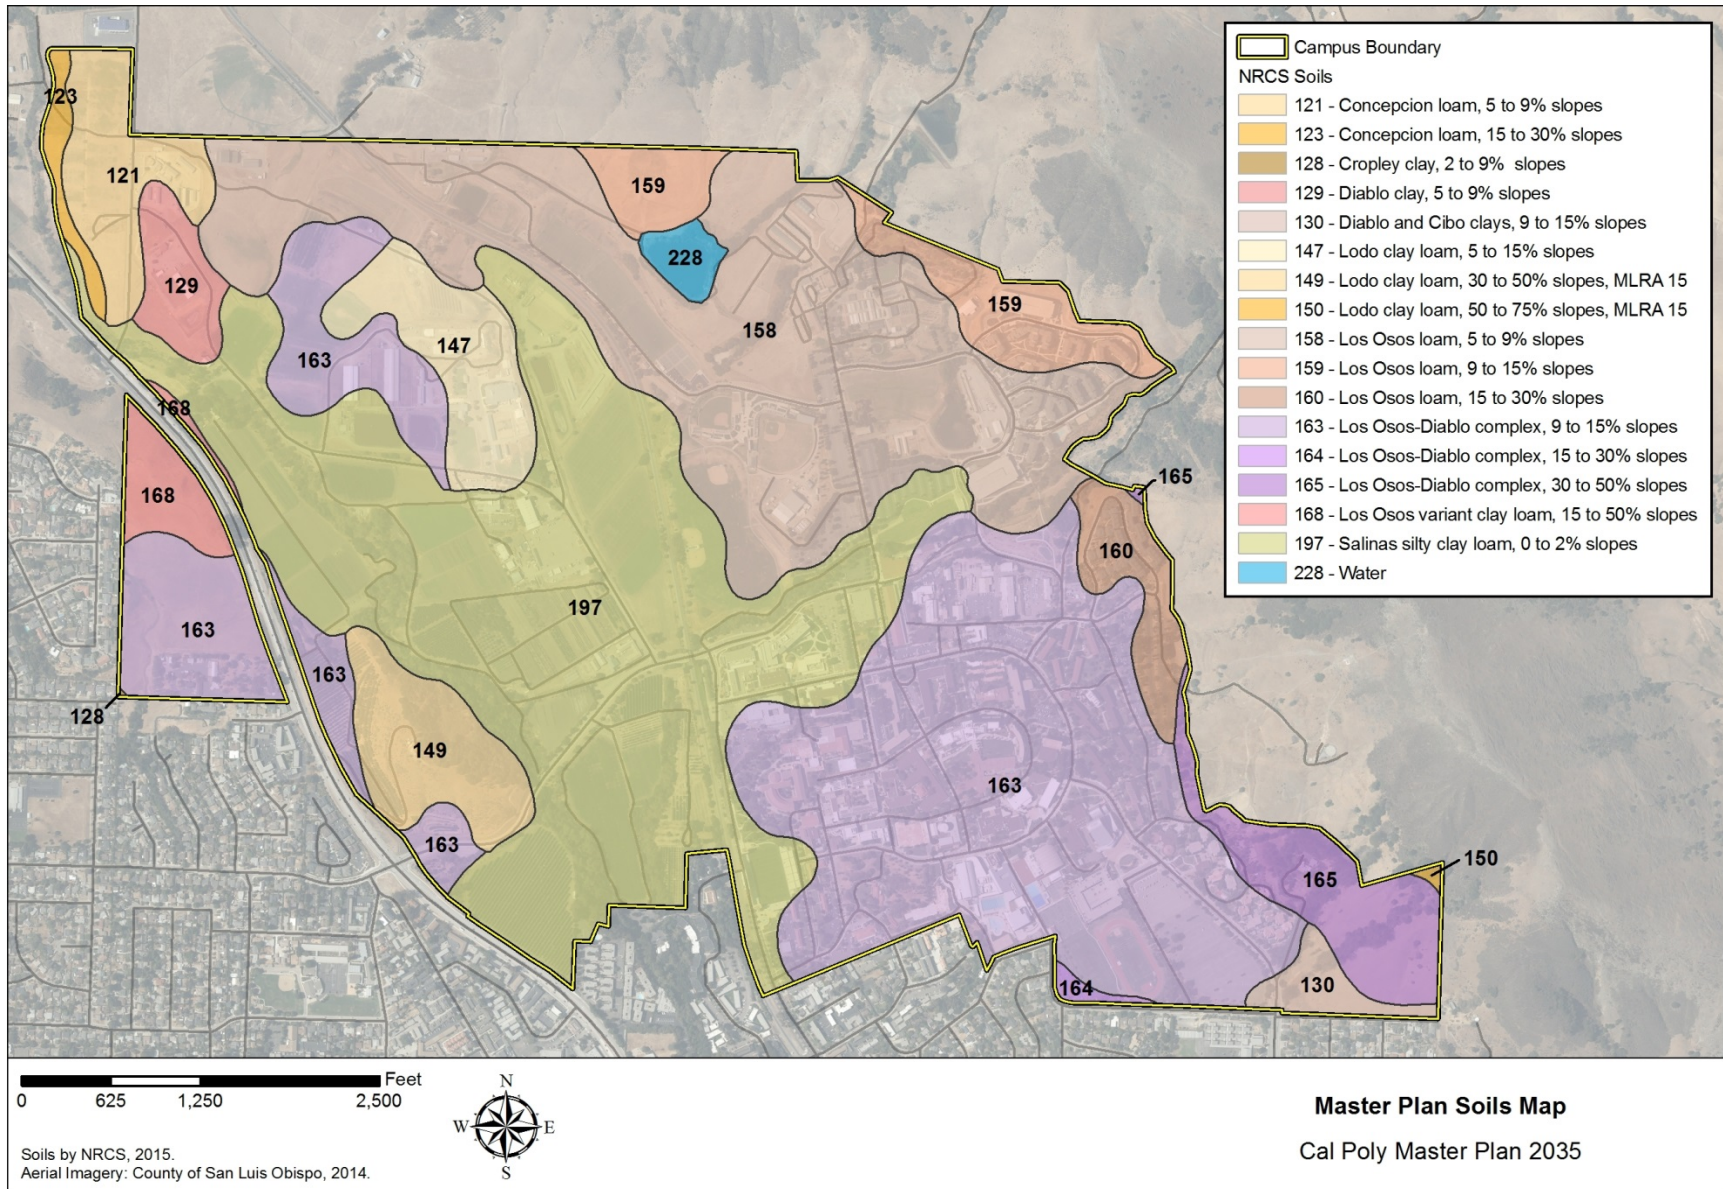 Campus Boundary
NRCS Soils
121 - Concepcion loam, 5 to 9% slopes
123 - Concepcion loam, 15 to 30% slopes
128 - Cropley clay, 2 to 9% slopes
129 - Diablo clay, 5 to 9% slopes
130 - Diablo and Cibo clays, 9 to 15% slopes
147 - Lodo clay loam, 5 to 15% slopes
149 - Lodo clay loam, 30 to 50% slopes, MLRA 15
150 - Lodo clay loam, 50 to 75% slopes, MLRA 15
158 - Los Osos loam, 5 to 9% slopes
159 - Los Osos loam, 9 to 15% slopes
160 - Los Osos loam, 15 to 30% slopes
163 - Los Osos-Diablo complex, 9 to 15% slopes
164 - Los Osos-Diablo complex, 15 to 30% slopes
165 - Los Osos-Diablo complex, 30 to 50% slopes
168 - Los Osos variant clay loam, 15 to 50% slopes
197 - Salinas silty clay loam, 0 to 2% slopes
228 - Water
123
121
159
129
228
159
158
147
163
168
168
165
160
197
163
163
128
149
163
163
150
165
164
130
Feet
0 625 1,250 2,500
N
W E
S
Soils by NRCS, 2015.
Aerial Imagery: County of San Luis Obispo, 2014.
Master Plan Soils Map
Cal Poly Master Plan 2035